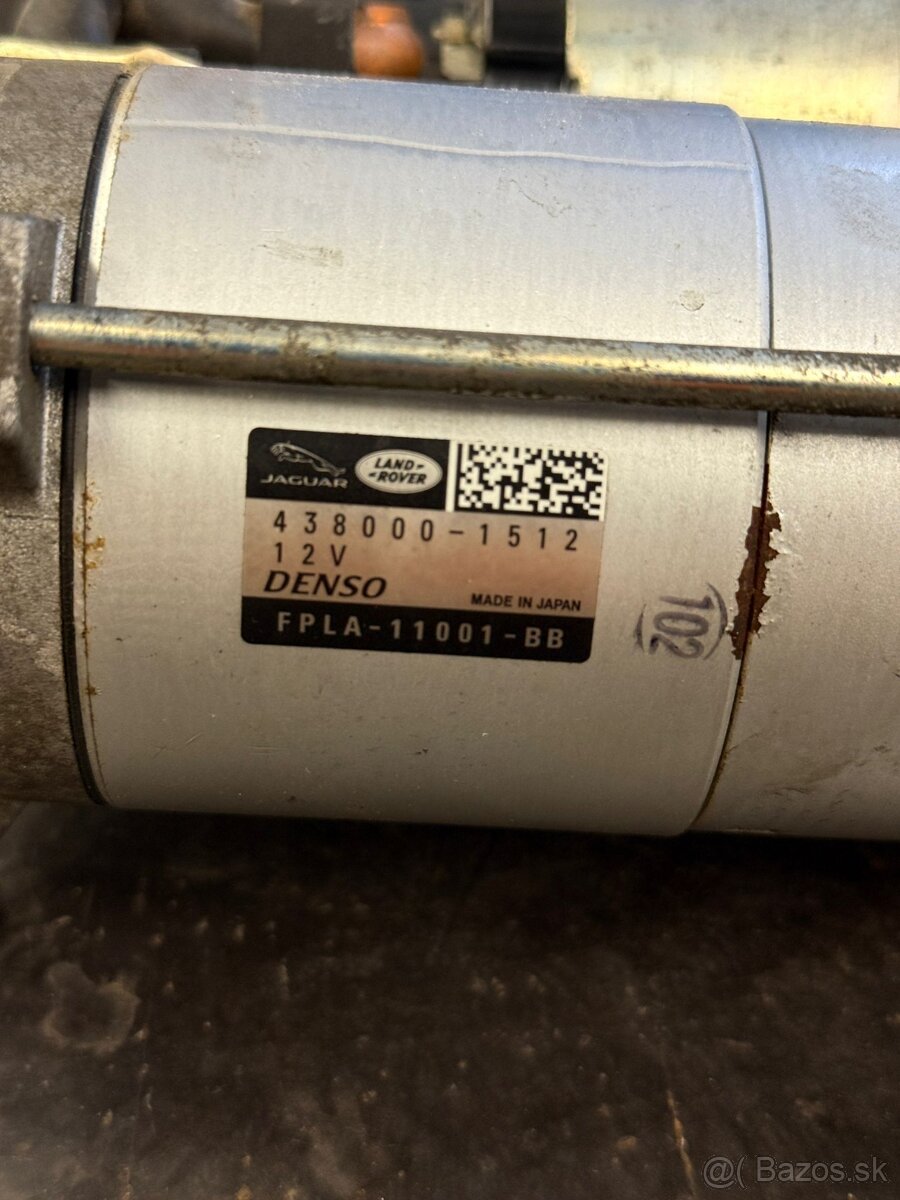 JAGUAR
LAND-
-ROVER
438000-1512
12V
DENSO
MADE IN JAPAN
FPLA-11001-BB
102
@( Bazos.sk